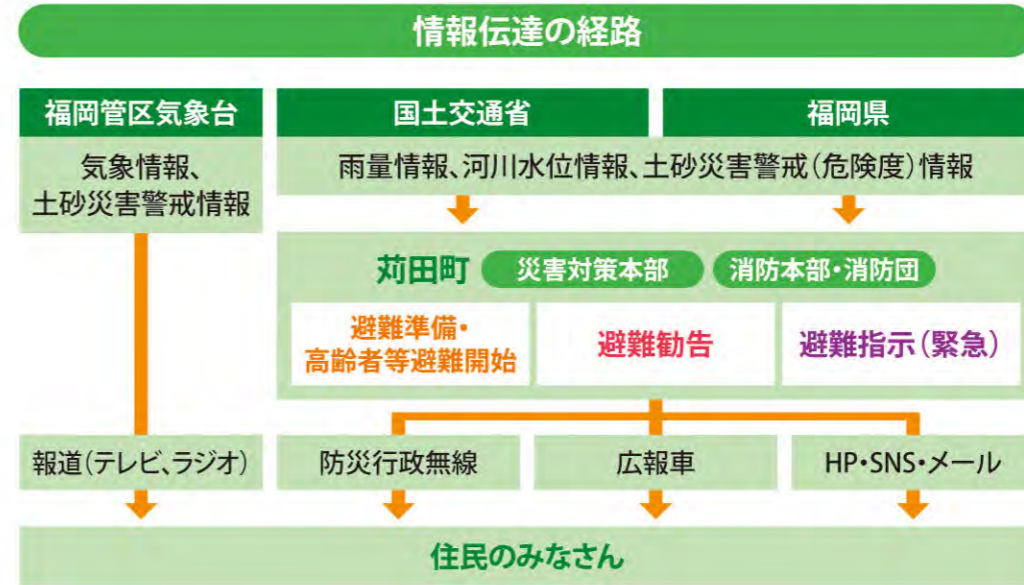 情報伝達の経路
福岡管区気象台
気象情報、
土砂災害警戒情報
国土交通省
福岡県
雨量情報、河川水位情報、土砂災害警戒(危険度)情報
苅田町
災害対策本部
消防本部・消防団
避難準備・
高齢者等避難開始
避難勧告
避難指示(緊急)
報道(テレビ、ラジオ)
防災行政無線
広報車
HP・SNS・メール
住民のみなさん